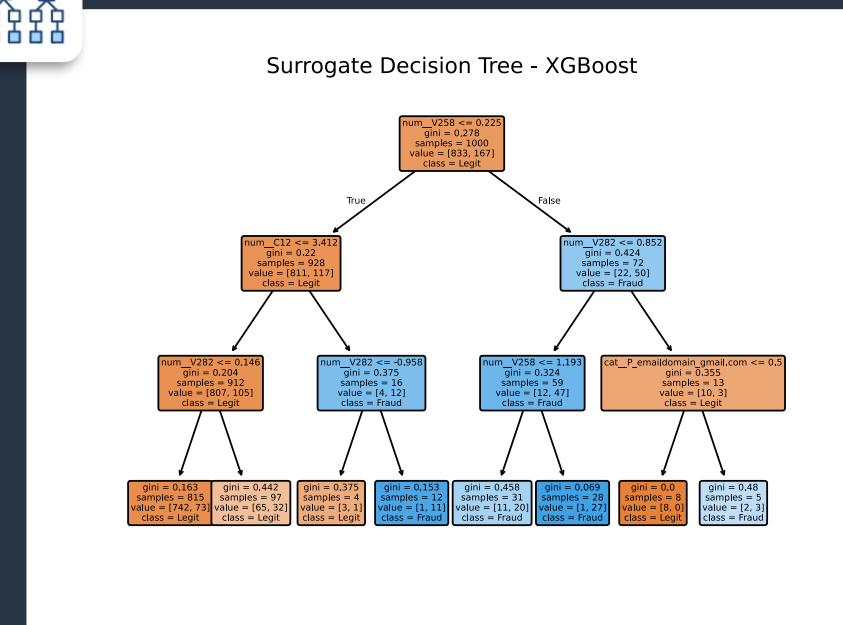 Surrogate Decision Tree - XGBoost
num__V258 <= 0.225
gini = 0.278
samples = 1000
value = [833, 167]
class = Legit
True
False
num__C12 <= 3.412
gini = 0.22
samples = 928
value = [811, 117]
class = Legit
num__V282 <= 0.852
gini = 0.424
samples = 72
value = [22, 50]
class = Fraud
num__V282 <= 0.146
gini = 0.204
samples = 912
value = [807, 105]
class = Legit
num__V282 <= -0.958
gini = 0.375
samples = 16
value = [4, 12]
class = Fraud
num__V258 <= 1.193
gini = 0.324
samples = 59
value = [12, 47]
class = Fraud
cat__P_emaildomain_gmail.com <= 0.5
gini = 0.355
samples = 13
value = [10, 3]
class = Legit
gini = 0.163
samples = 815
value = [742, 73]
class = Legit
gini = 0.442
samples = 97
value = [65, 32]
class = Legit
gini = 0.375
samples = 4
value = [3, 1]
class = Legit
gini = 0.153
samples = 12
value = [1, 11]
class = Fraud
gini = 0.458
samples = 31
value = [11, 20]
class = Fraud
gini = 0.069
samples = 28
value = [1, 27]
class = Fraud
gini = 0.0
samples = 8
value = [8, 0]
class = Legit
gini = 0.48
samples = 5
value = [2, 3]
class = Fraud